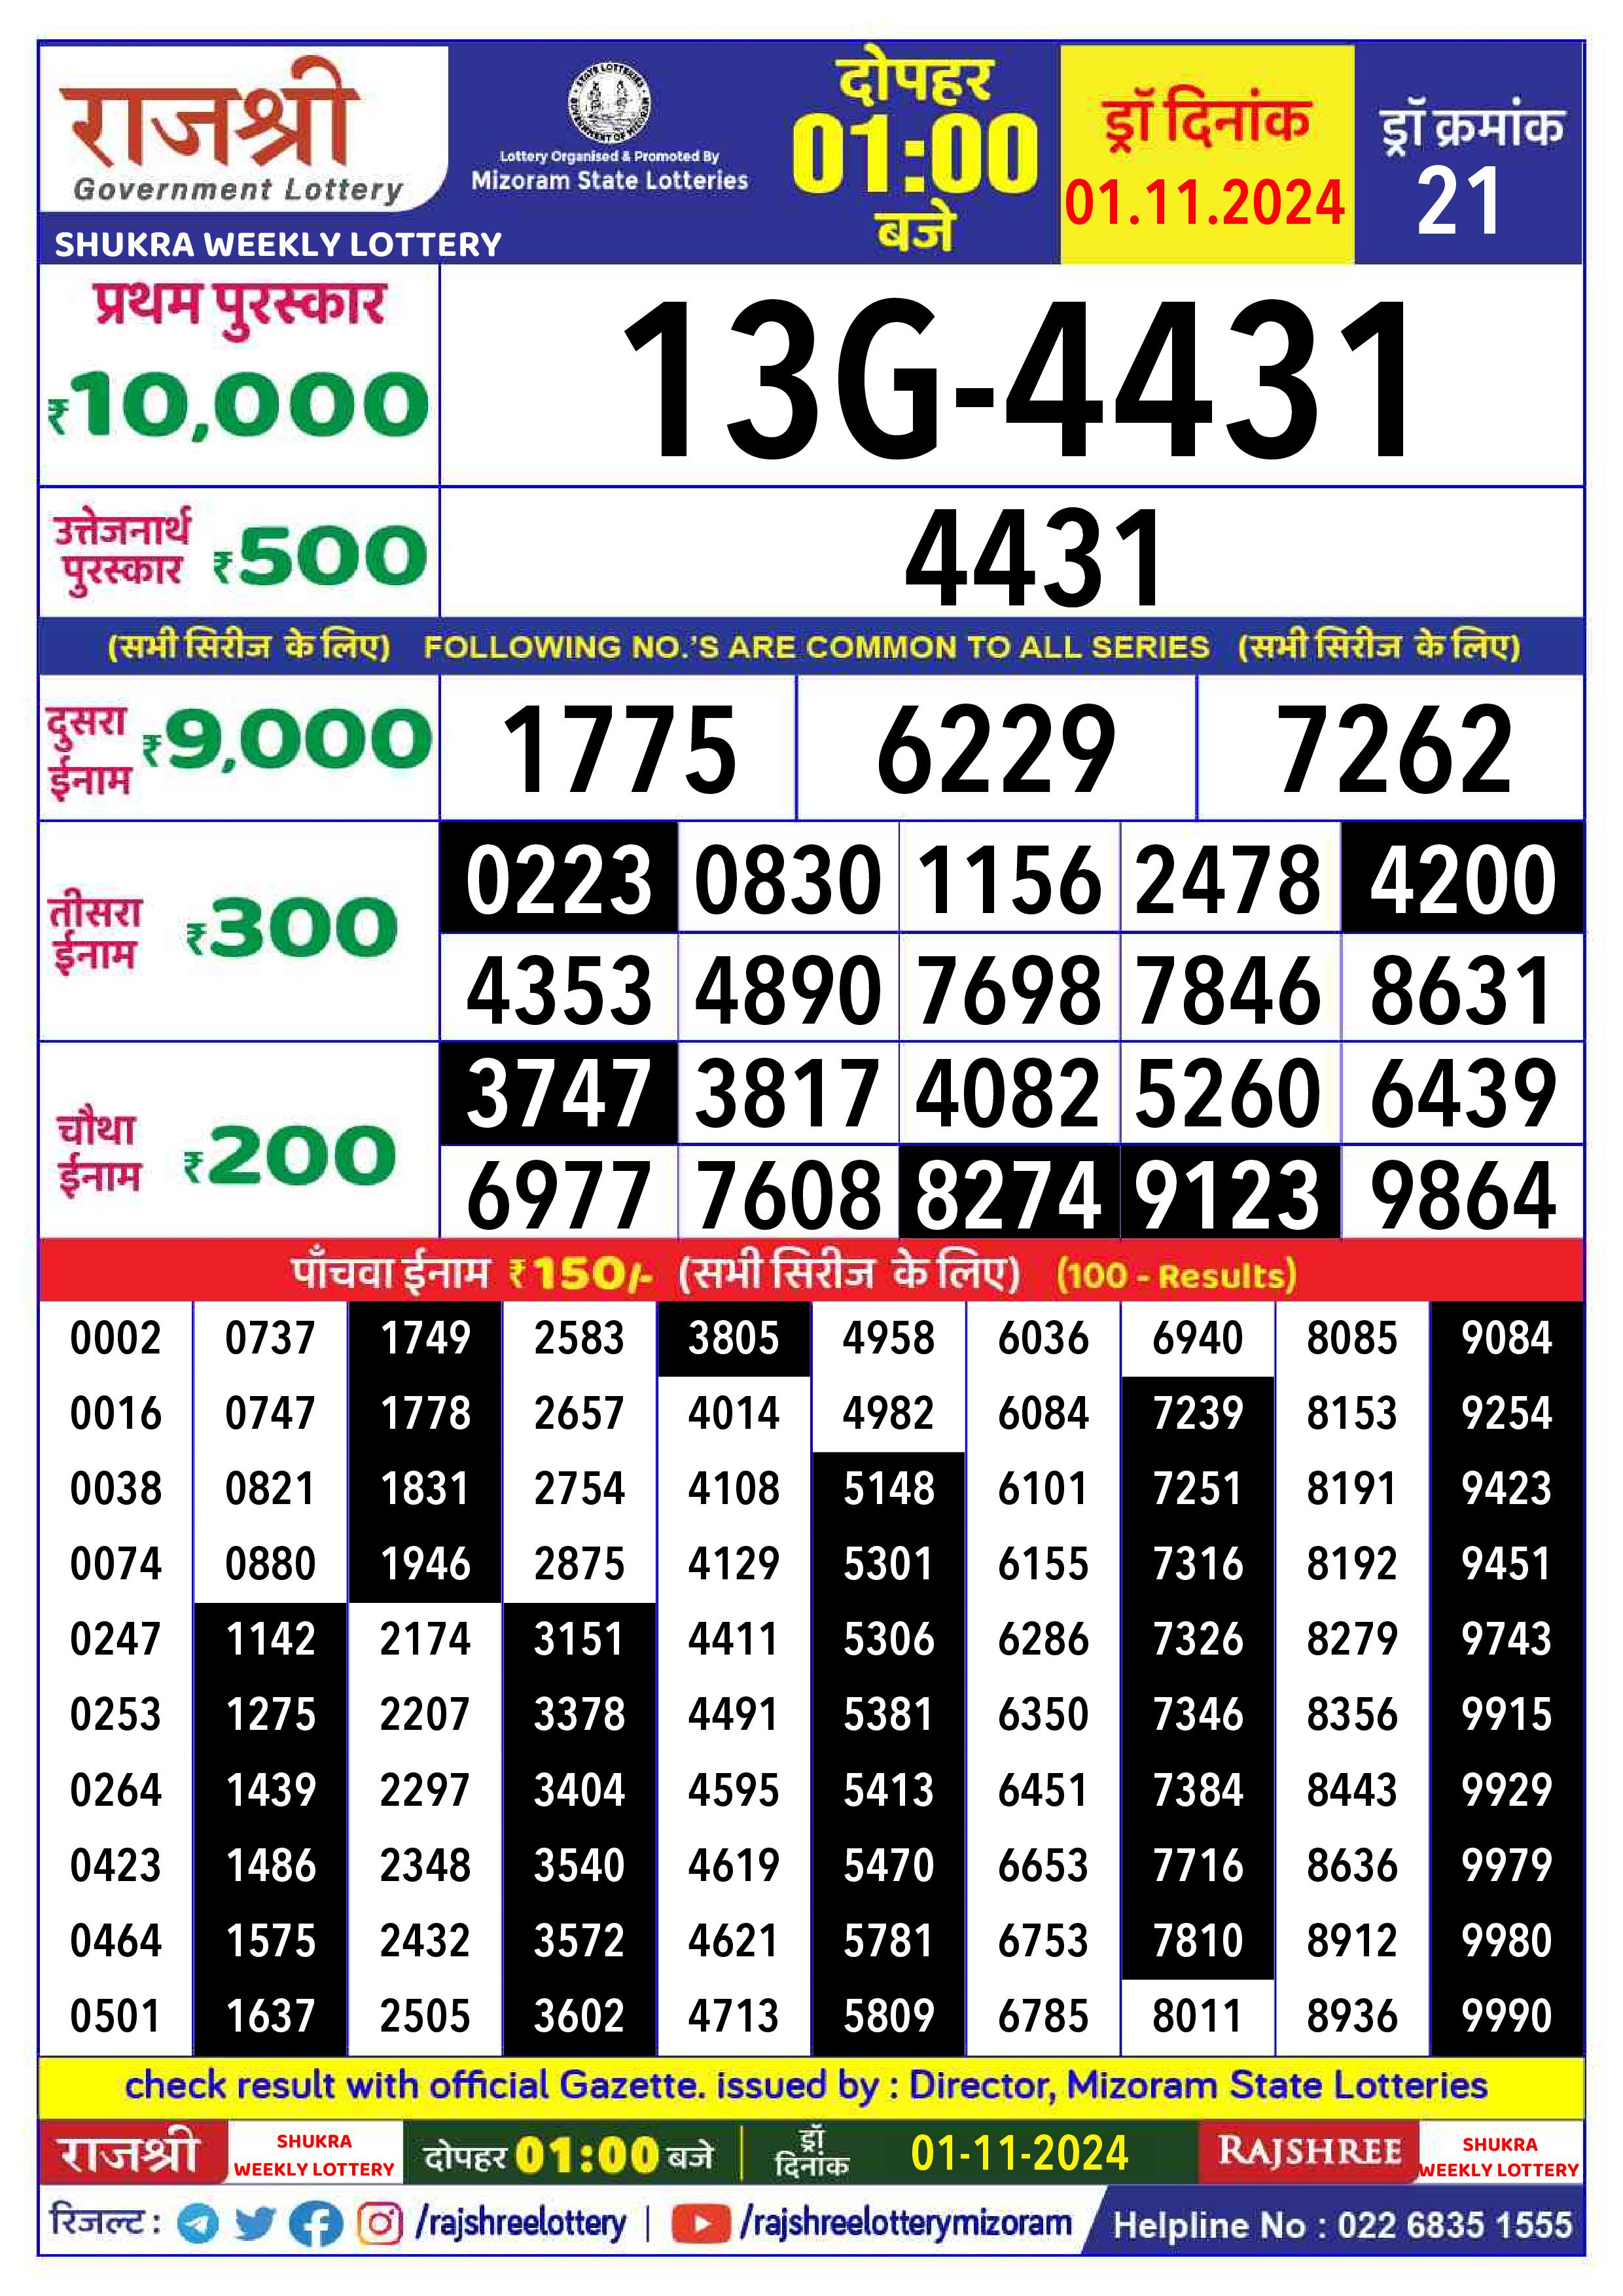 राजश्री
Government Lottery
SHUKRA WEEKLY LOTTERY
Lottery Organised & Promoted By
Mizoram State Lotteries
दोपहर
01:00
बजे
ड्रॉ दिनांक
01.11.2024
ड्रॉ क्रमांक
21
प्रथम पुरस्कार
₹10,000
13G-4431
उत्तेजनार्थ
पुरस्कार ₹500
4431
(सभी सिरीज के लिए) FOLLOWING NO.'S ARE COMMON TO ALL SERIES (सभी सिरीज के लिए)
दुसरा
ईनाम ₹9,000
1775 6229 7262
तीसरा
ईनाम ₹300
0223 0830 1156 2478 4200
4353 4890 7698 7846 8631
चौथा
ईनाम ₹200
3747 3817 4082 5260 6439
6977 7608 8274 9123 9864
पाँचवा ईनाम ₹150/- (सभी सिरीज के लिए) (100 - Results)
0002 0737 1749 2583 3805 4958 6036 6940 8085 9084
0016 0747 1778 2657 4014 4982 6084 7239 8153 9254
0038 0821 1831 2754 4108 5148 6101 7251 8191 9423
0074 0880 1946 2875 4129 5301 6155 7316 8192 9451
0247 1142 2174 3151 4411 5306 6286 7326 8279 9743
0253 1275 2207 3378 4491 5381 6350 7346 8356 9915
0264 1439 2297 3404 4595 5413 6451 7384 8443 9929
0423 1486 2348 3540 4619 5470 6653 7716 8636 9979
0464 1575 2432 3572 4621 5781 6753 7810 8912 9980
0501 1637 2505 3602 4713 5809 6785 8011 8936 9990
check result with official Gazette. issued by : Director, Mizoram State Lotteries
राजश्री
SHUKRA
WEEKLY LOTTERY
दोपहर 01:00 बजे
ड्रॉ
दिनांक
01-11-2024
RAJSHREE
SHUKRA
WEEKLY LOTTERY
रिजल्ट : /rajshreelottery | /rajshreelotterymizoram
Helpline No : 022 6835 1555